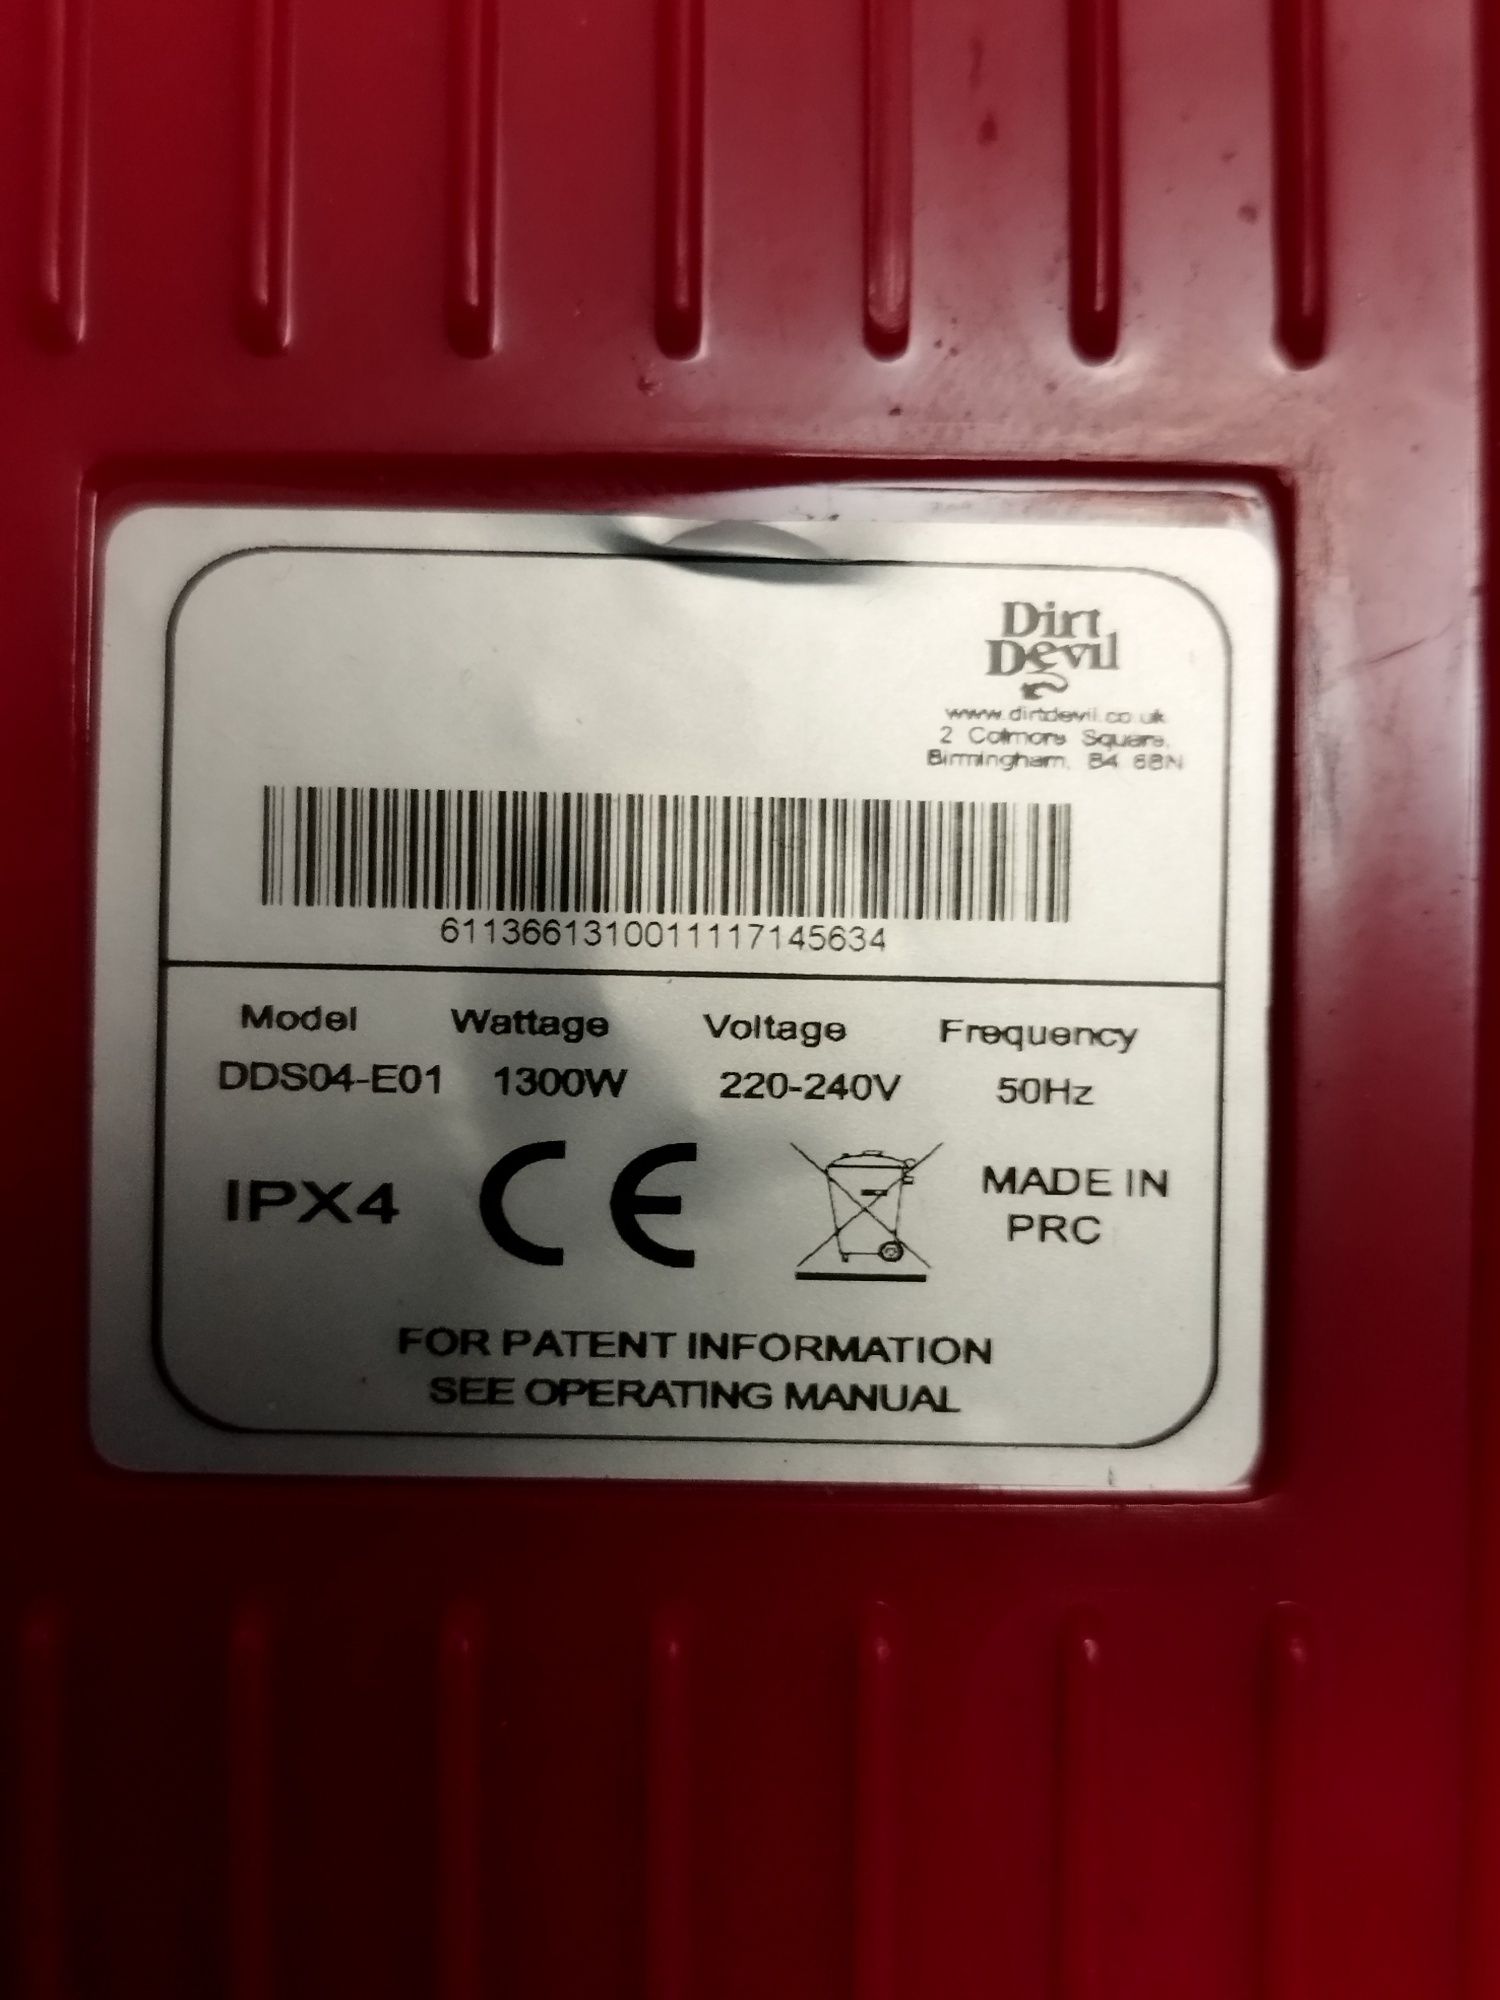 Dirt
Devil
www.dirtdevil.co.uk
2 Colmore Square,
Birmingham, B4 6BN
6113661310011117145634
Model Wattage Voltage Frequency
DDS04-E01 1300W 220-240V 50Hz
IPX4 CE MADE IN
PRC
FOR PATENT INFORMATION
SEE OPERATING MANUAL